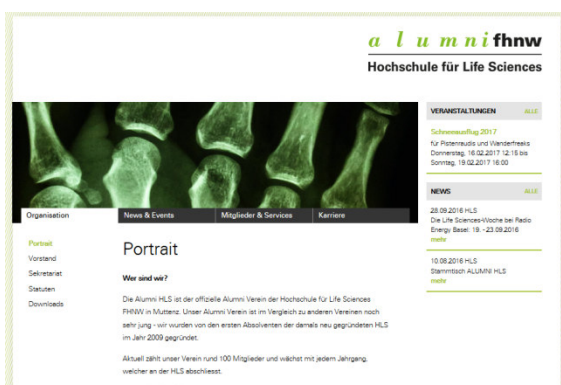 alumni fhnw
Hochschule für Life Sciences
Organisation
News & Events
Mitglieder & Services
Karriere
Portrait
Vorstand
Sekretariat
Statuten
Downloads
Portrait
Wer sind wir?
Die Alumni HLS ist der offizielle Alumni Verein der Hochschule für Life Sciences
FHNW in Muttenz. Unser Alumni Verein ist im Vergleich zu anderen Vereinen noch
sehr jung - wir wurden von den ersten Absolventen der damals neu gegründeten HLS
im Jahr 2009 gegründet.
Aktuell zählt unser Verein rund 100 Mitglieder und wächst mit jedem Jahrgang,
welcher an der HLS abschliesst.
VERANSTALTUNGEN ALLE
Schneeausflug 2017
für Pistenraudis und Wanderfreaks
Donnerstag, 16.02.2017 12:15 bis
Sonntag, 19.02.2017 16:00
NEWS ALLE
28.09.2016 HLS
Die Life Sciences-Woche bei Radio
Energy Basel: 19. - 23.09.2016
mehr
10.08.2016 HLS
Stammtisch ALUMNI HLS
mehr